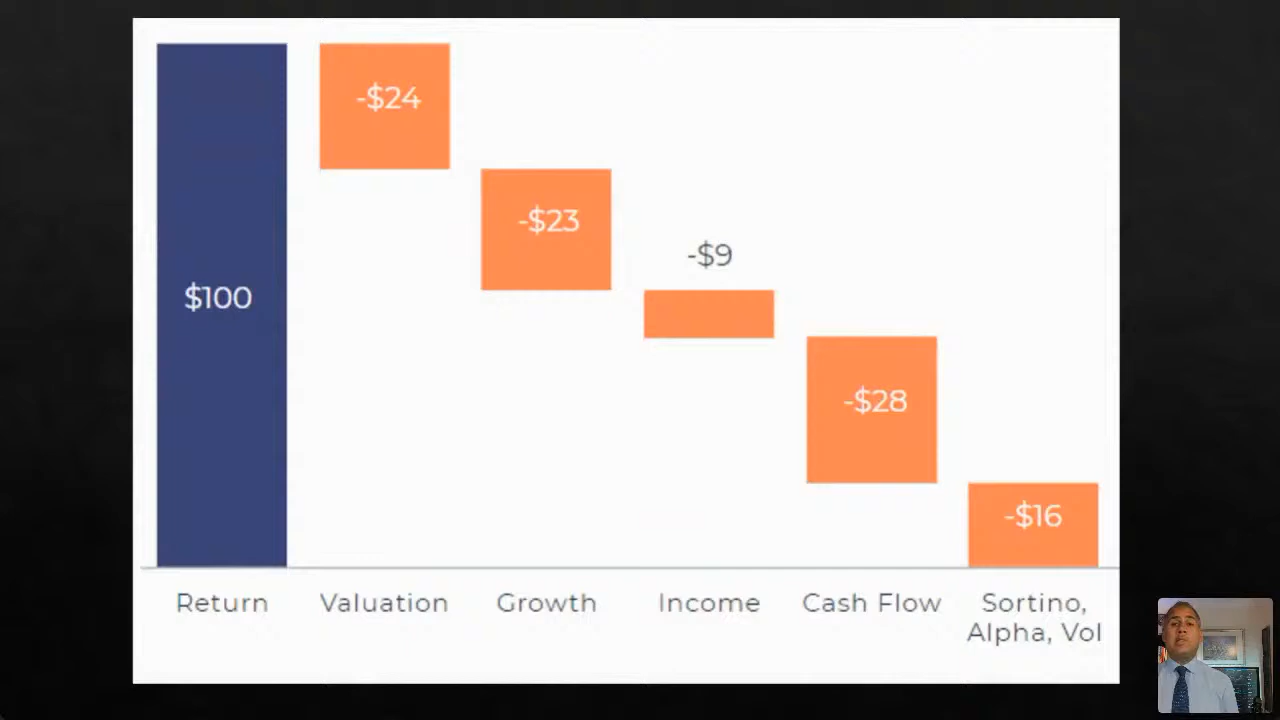 -$24
-$23
-$9
$100
-$28
-$16
Return
Valuation
Growth
Income
Cash Flow
Sortino,
Alpha, Vol